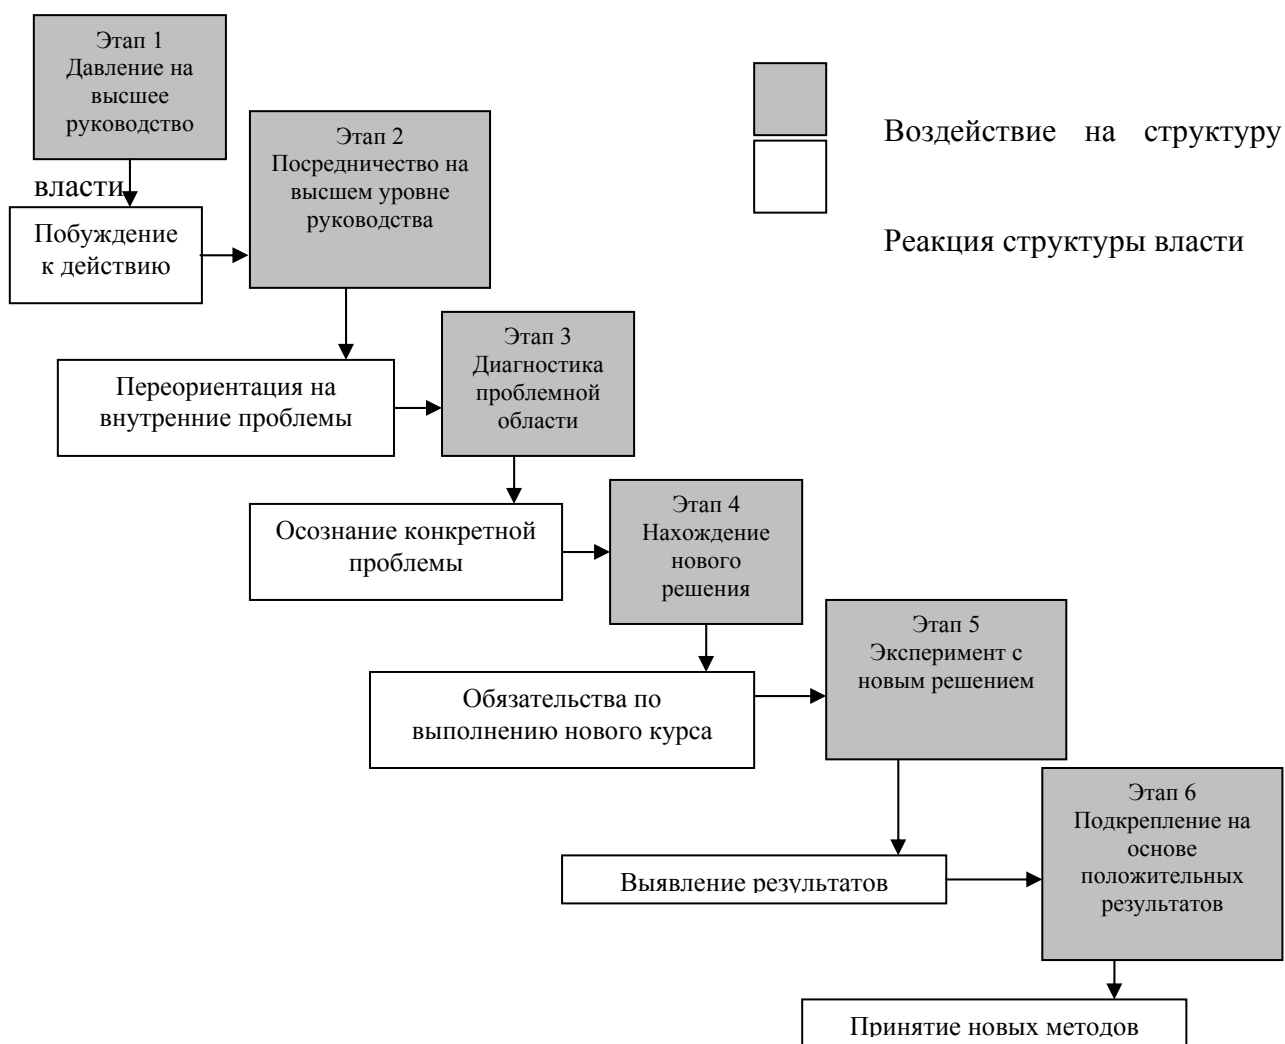 Этап 1
Давление на
высшее
руководство
Воздействие на структуру
власти
Этап 2
Посредничество на
высшем уровне
руководства
Побуждение
к действию
Реакция структуры власти
Этап 3
Диагностика
проблемной
области
Переориентация на
внутренние проблемы
Этап 4
Нахождение
нового
решения
Осознание конкретной
проблемы
Этап 5
Эксперимент с
новым решением
Обязательства по
выполнению нового курса
Этап 6
Подкрепление на
основе
положительных
результатов
Выявление результатов
Принятие новых методов